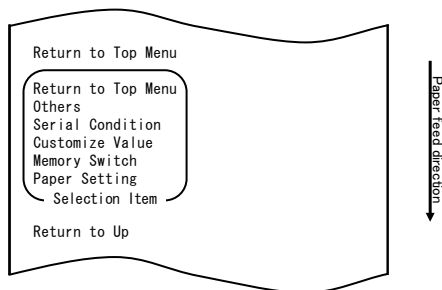 Return to Top Menu
Return to Top Menu
Others
Serial Condition
Customize Value
Memory Switch
Paper Setting
Selection Item
Return to Up
Paper feed direction